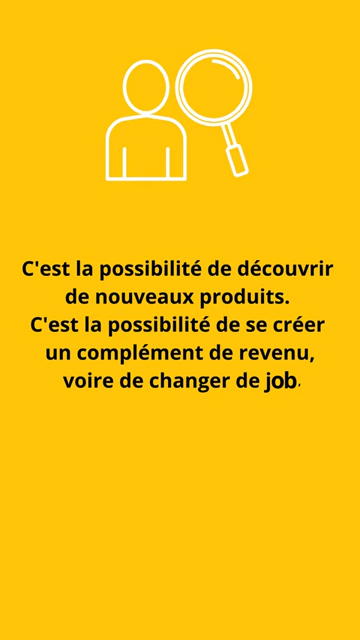 C'est la possibilité de découvrir
de nouveaux produits.
C'est la possibilité de se créer
un complément de revenu,
voire de changer de job.